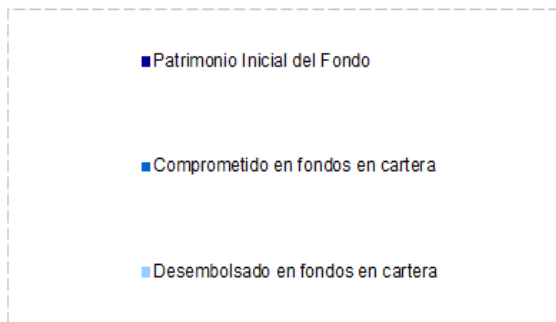 Patrimonio Inicial del Fondo
Comprometido en fondos en cartera
Desembolsado en fondos en cartera